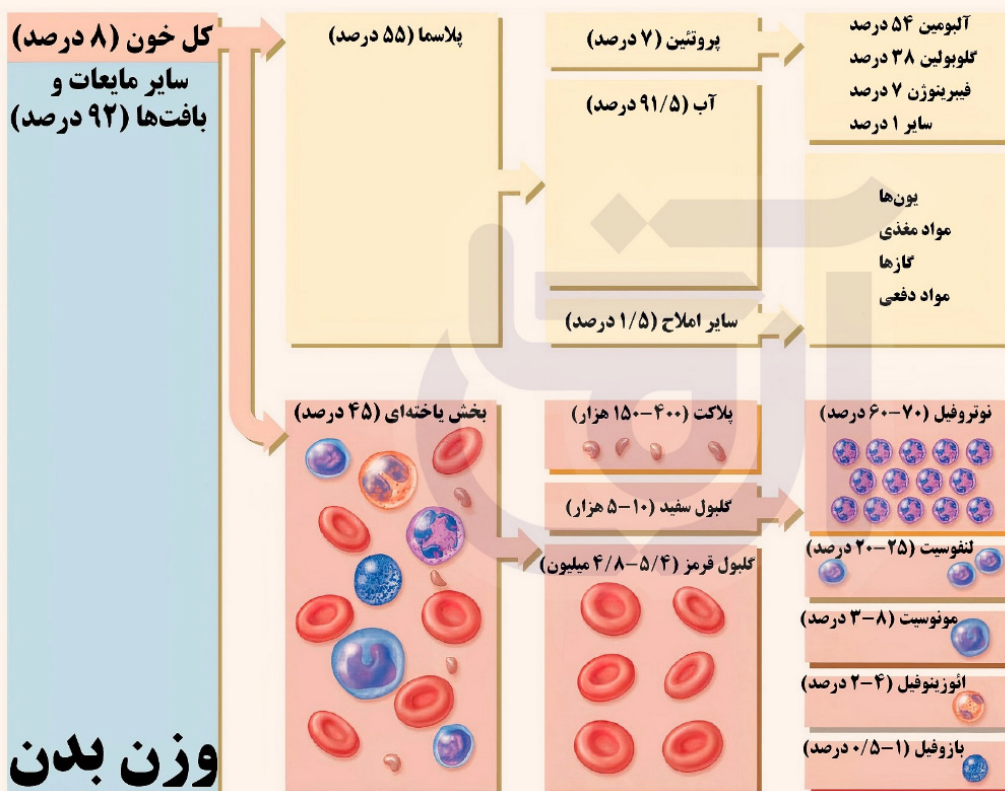 کل خون (۸ درصد)
سایر مایعات و
بافت‌ها (۹۲ درصد)
وزن بدن
پلاسما (۵۵ درصد)
پروتئین (۷ درصد)
آب (۹۱/۵ درصد)
سایر املاح (۱/۵ درصد)
آلبومین ۵۴ درصد
گلوبولین ۳۸ درصد
فیبرینوژن ۷ درصد
سایر ۱ درصد
یون‌ها
مواد مغذی
گازها
مواد دفعی
بخش یاخته‌ای (۴۵ درصد)
پلاکت (۴۰۰-۱۵۰ هزار)
گلبول سفید (۱۰-۵ هزار)
گلبول قرمز (۵/۴-۴/۸ میلیون)
نوتروفیل (۷۰-۶۰ درصد)
لنفوسیت (۲۵-۲۰ درصد)
مونوسیت (۸-۳ درصد)
ائوزینوفیل (۴-۲ درصد)
بازوفیل (۱-۰/۵ درصد)